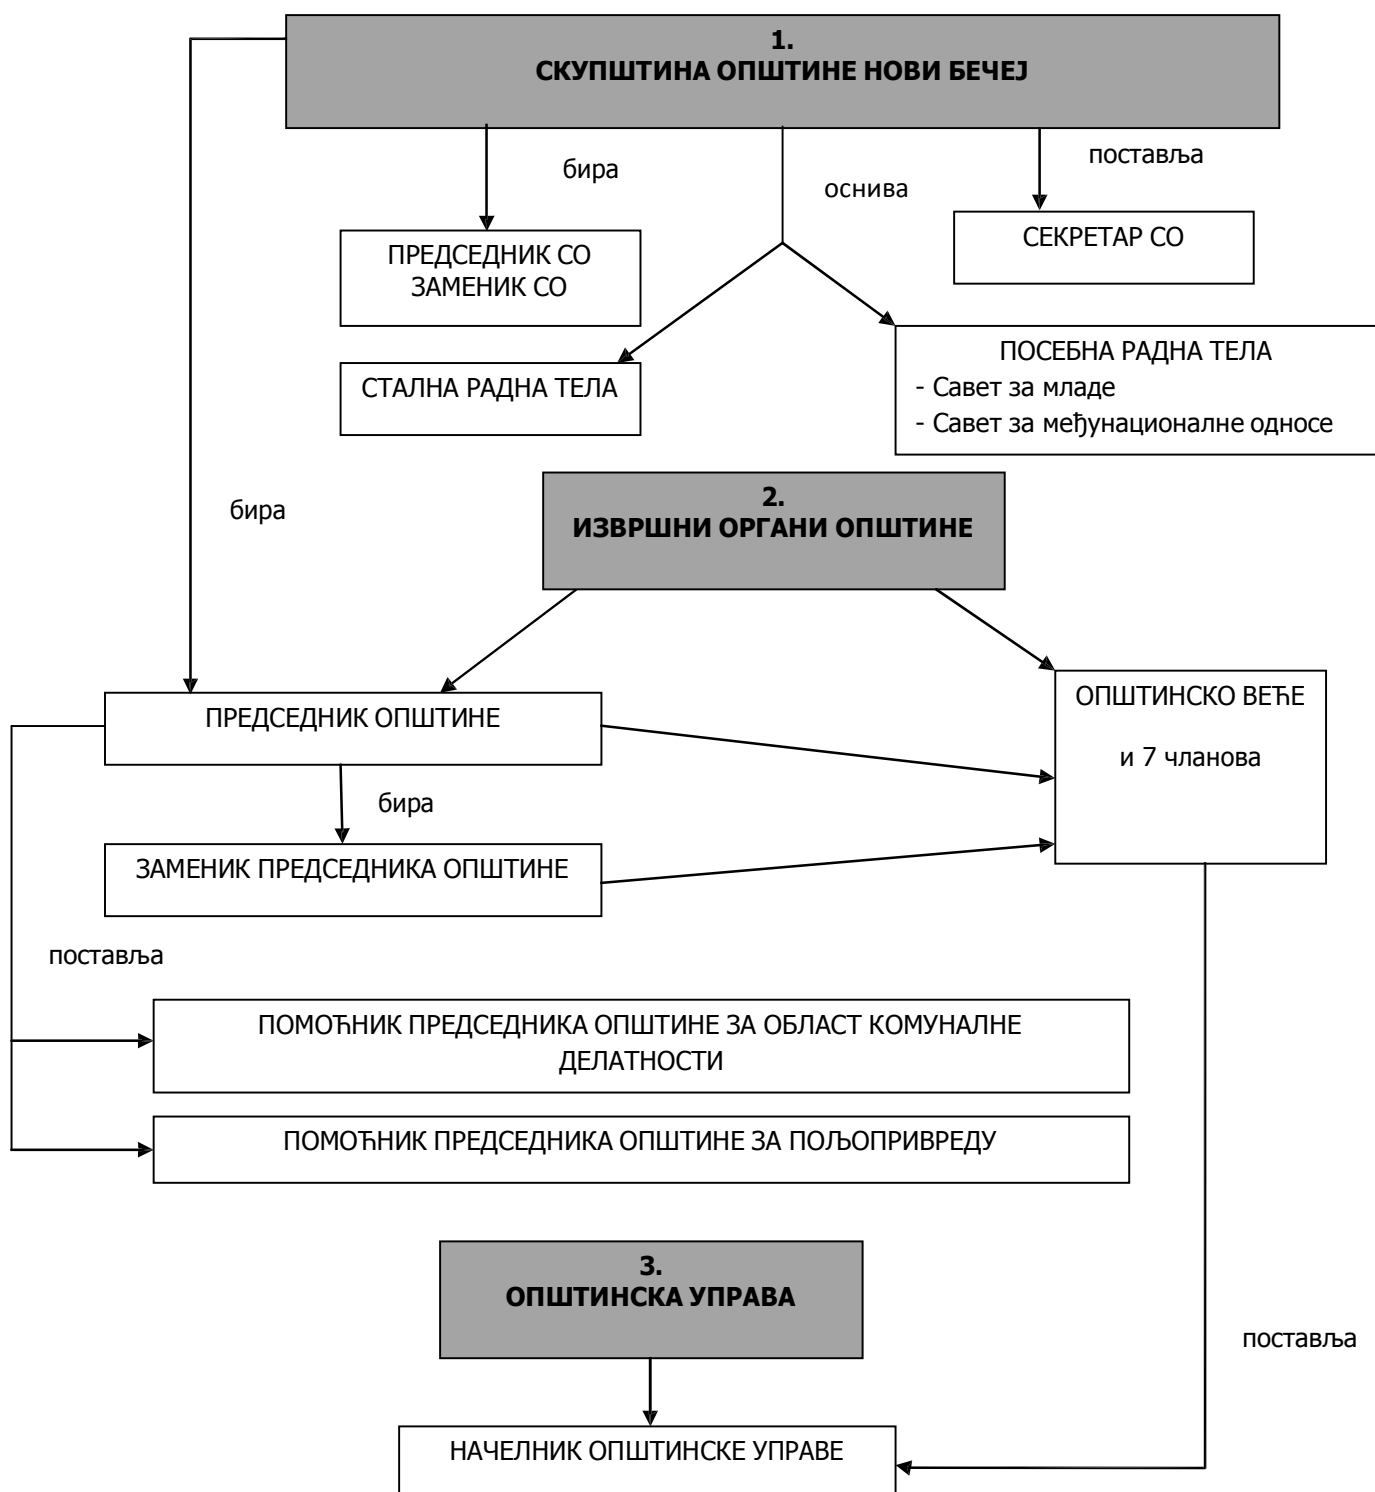 1.
СКУПШТИНА ОПШТИНЕ НОВИ БЕЧЕЈ
бира
оснива
поставља
ПРЕДСЕДНИК СО
ЗАМЕНИК СО
СЕКРЕТАР СО
СТАЛНА РАДНА ТЕЛА
ПОСЕБНА РАДНА ТЕЛА
- Савет за младе
- Савет за међунационалне односе
бира
2.
ИЗВРШНИ ОРГАНИ ОПШТИНЕ
ПРЕДСЕДНИК ОПШТИНЕ
ОПШТИНСКО ВЕЋЕ
и 7 чланова
бира
ЗАМЕНИК ПРЕДСЕДНИКА ОПШТИНЕ
поставља
ПОМОЋНИК ПРЕДСЕДНИКА ОПШТИНЕ ЗА ОБЛАСТ КОМУНАЛНЕ
ДЕЛАТНОСТИ
ПОМОЋНИК ПРЕДСЕДНИКА ОПШТИНЕ ЗА ПОЉОПРИВРЕДУ
3.
ОПШТИНСКА УПРАВА
поставља
НАЧЕЛНИК ОПШТИНСКЕ УПРАВЕ